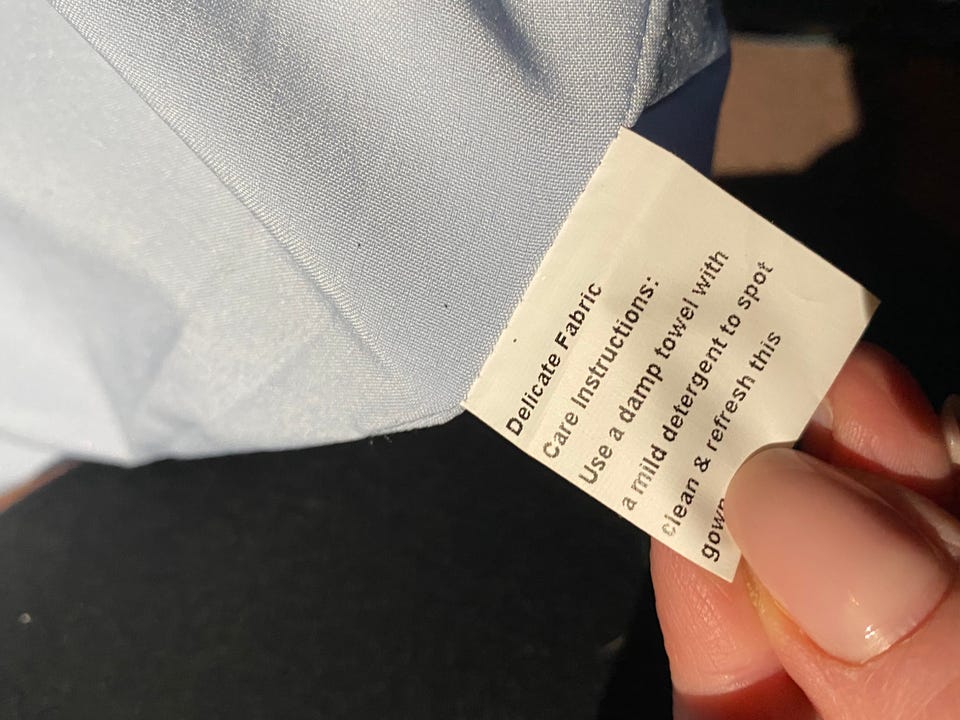 Delicate Fabric
Care Instructions:
Use a damp towel with
a mild detergent to spot
clean & refresh this